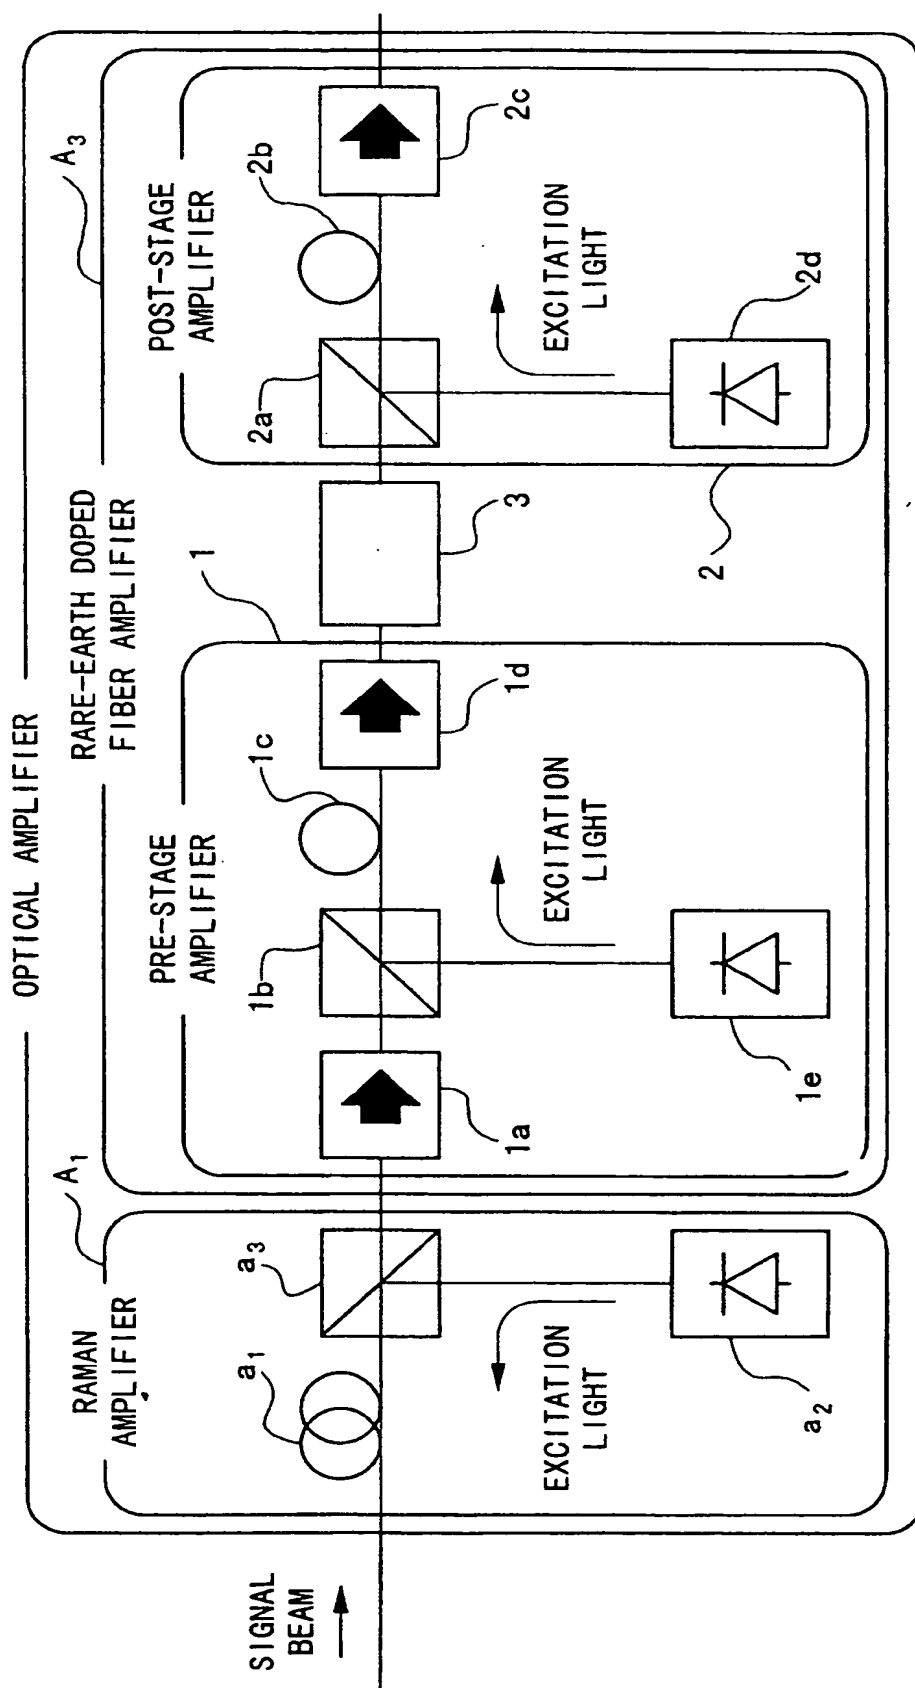 OPTICAL AMPLIFIER
RAMAN
AMPLIFIER
A1
RARE-EARTH DOPED
FIBER AMPLIFIER
A3
PRE-STAGE
AMPLIFIER
1
POST-STAGE
AMPLIFIER
SIGNAL
BEAM
a1
a3
1b
1c
2a
2b
1a
1d
3
2c
EXCITATION
LIGHT
EXCITATION
LIGHT
EXCITATION
LIGHT
a2
1e
2
2d